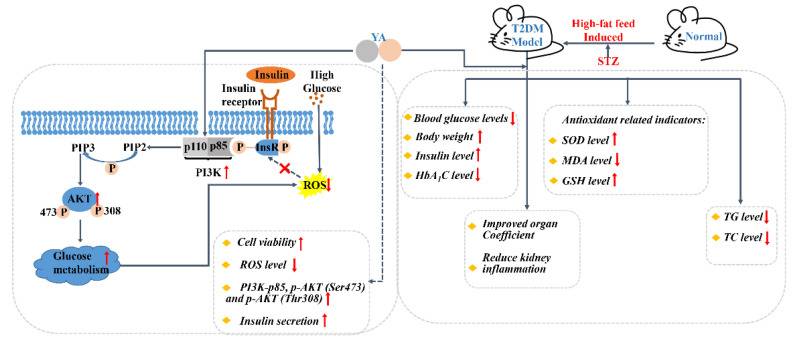 YA
T2DM
Model
High-fat feed
Induced
STZ
Normal
Insulin
Insulin
receptor
High
Glucose
PIP3
PIP2
P
p110 p85
P
InsR
P
PI3K
ROS
AKT
473
P
P
308
Glucose
metabolism
Cell viability
ROS level
PI3K-p85, p-AKT (Ser473)
and p-AKT (Thr308)
Insulin secretion
Blood glucose levels
Body weight
Insulin level
HbA1C level
Antioxidant related indicators:
SOD level
MDA level
GSH level
Improved organ
Coefficient
Reduce kidney
inflammation
TG level
TC level